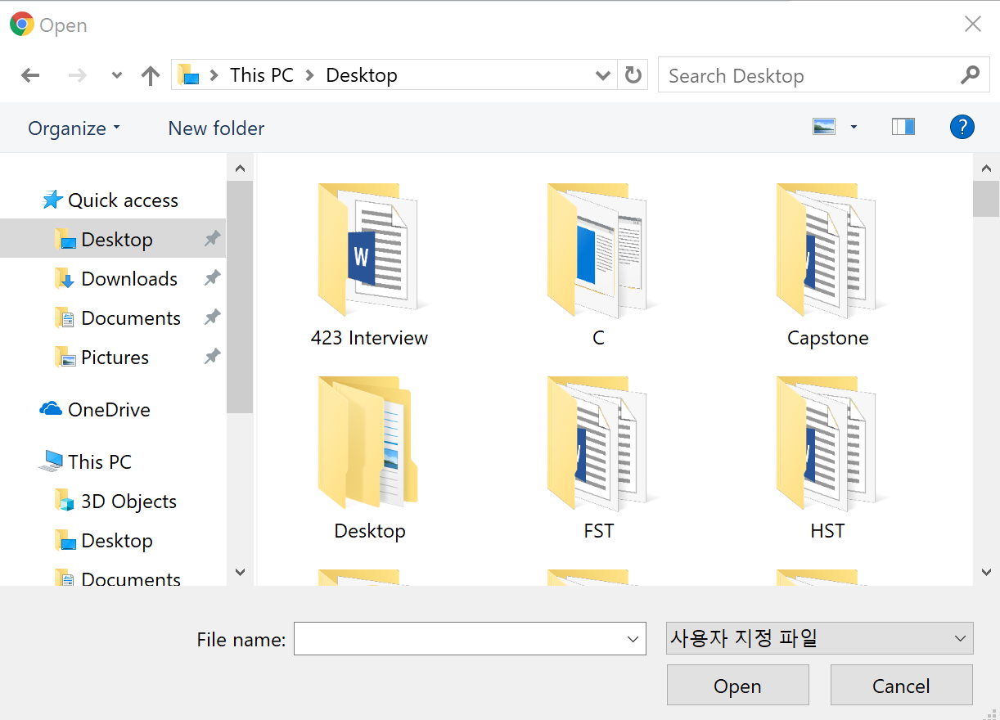 Open
This PC
Desktop
Search Desktop
Organize
New folder
?
Quick access
Desktop
Downloads
Documents
Pictures
OneDrive
This PC
3D Objects
Desktop
Documents
W
423 Interview
C
Capstone
Desktop
FST
HST
File name:
사용자 지정 파일
Open
Cancel